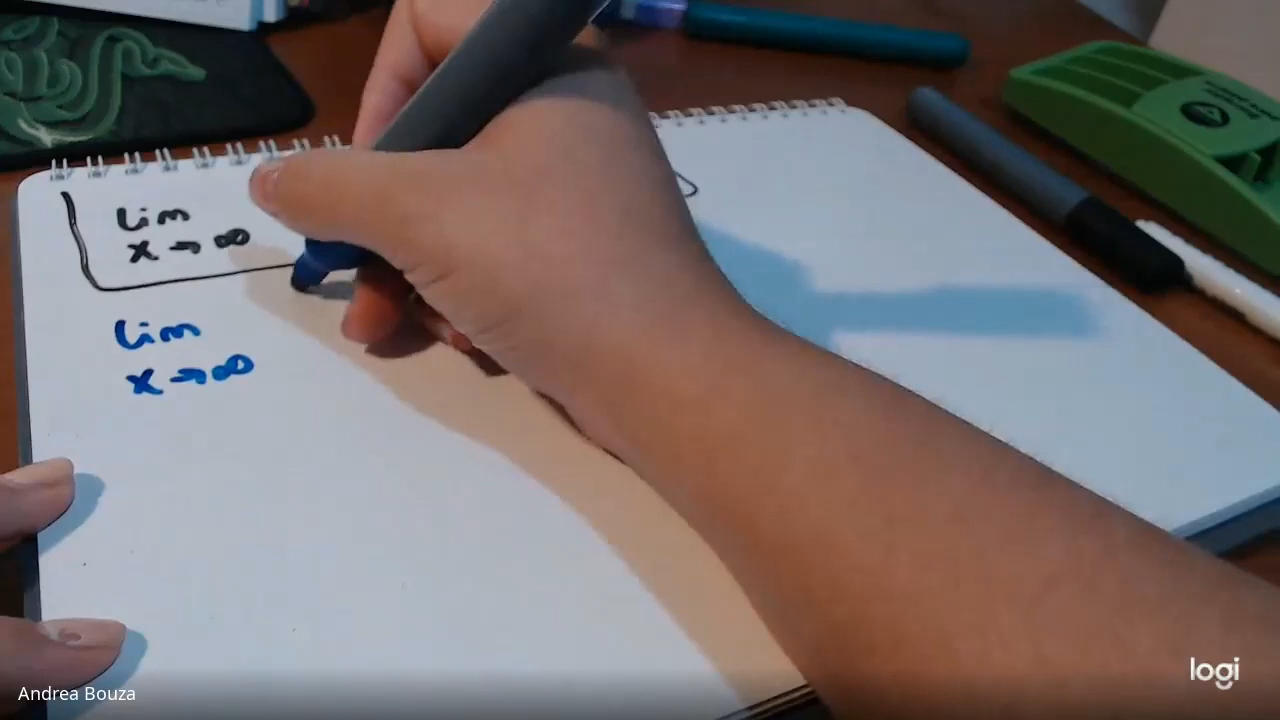 lim
x → ∞
lim
x → ∞
logi
Andrea Bouza